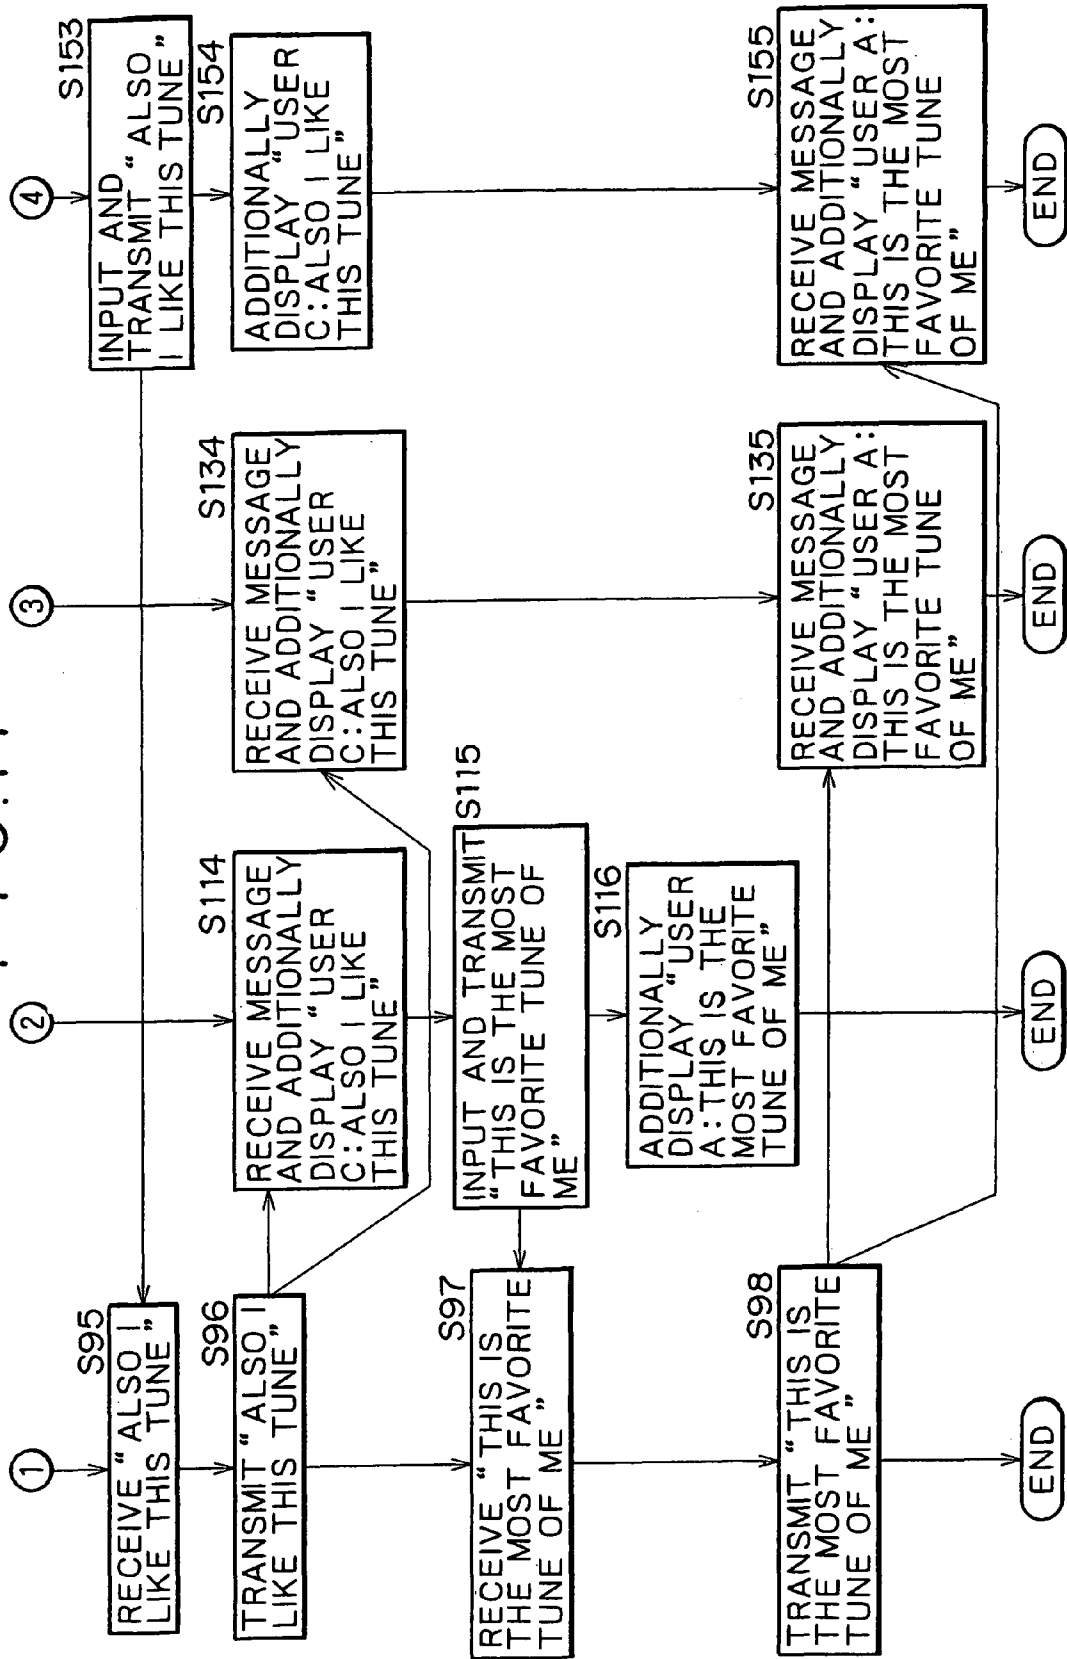 1
S95
RECEIVE “ALSO I
LIKE THIS TUNE”
S96
TRANSMIT “ALSO I
LIKE THIS TUNE”
S97
RECEIVE “THIS IS
THE MOST FAVORITE
TUNE OF ME”
S98
TRANSMIT “THIS IS
THE MOST FAVORITE
TUNE OF ME”
END
2
S114
RECEIVE MESSAGE
AND ADDITIONALLY
DISPLAY “USER
C:ALSO I LIKE
THIS TUNE”
S115
INPUT AND TRANSMIT
“THIS IS THE MOST
FAVORITE TUNE OF
ME”
S116
ADDITIONALLY
DISPLAY “USER
A:THIS IS THE
MOST FAVORITE
TUNE OF ME”
END
3
S134
RECEIVE MESSAGE
AND ADDITIONALLY
DISPLAY “USER
C:ALSO I LIKE
THIS TUNE”
S135
RECEIVE MESSAGE
AND ADDITIONALLY
DISPLAY “USER A:
THIS IS THE MOST
FAVORITE TUNE
OF ME”
END
4
S153
INPUT AND
TRANSMIT “ALSO
I LIKE THIS TUNE”
S154
ADDITIONALLY
DISPLAY “USER
C:ALSO I LIKE
THIS TUNE”
S155
RECEIVE MESSAGE
AND ADDITIONALLY
DISPLAY “USER A:
THIS IS THE MOST
FAVORITE TUNE
OF ME”
END